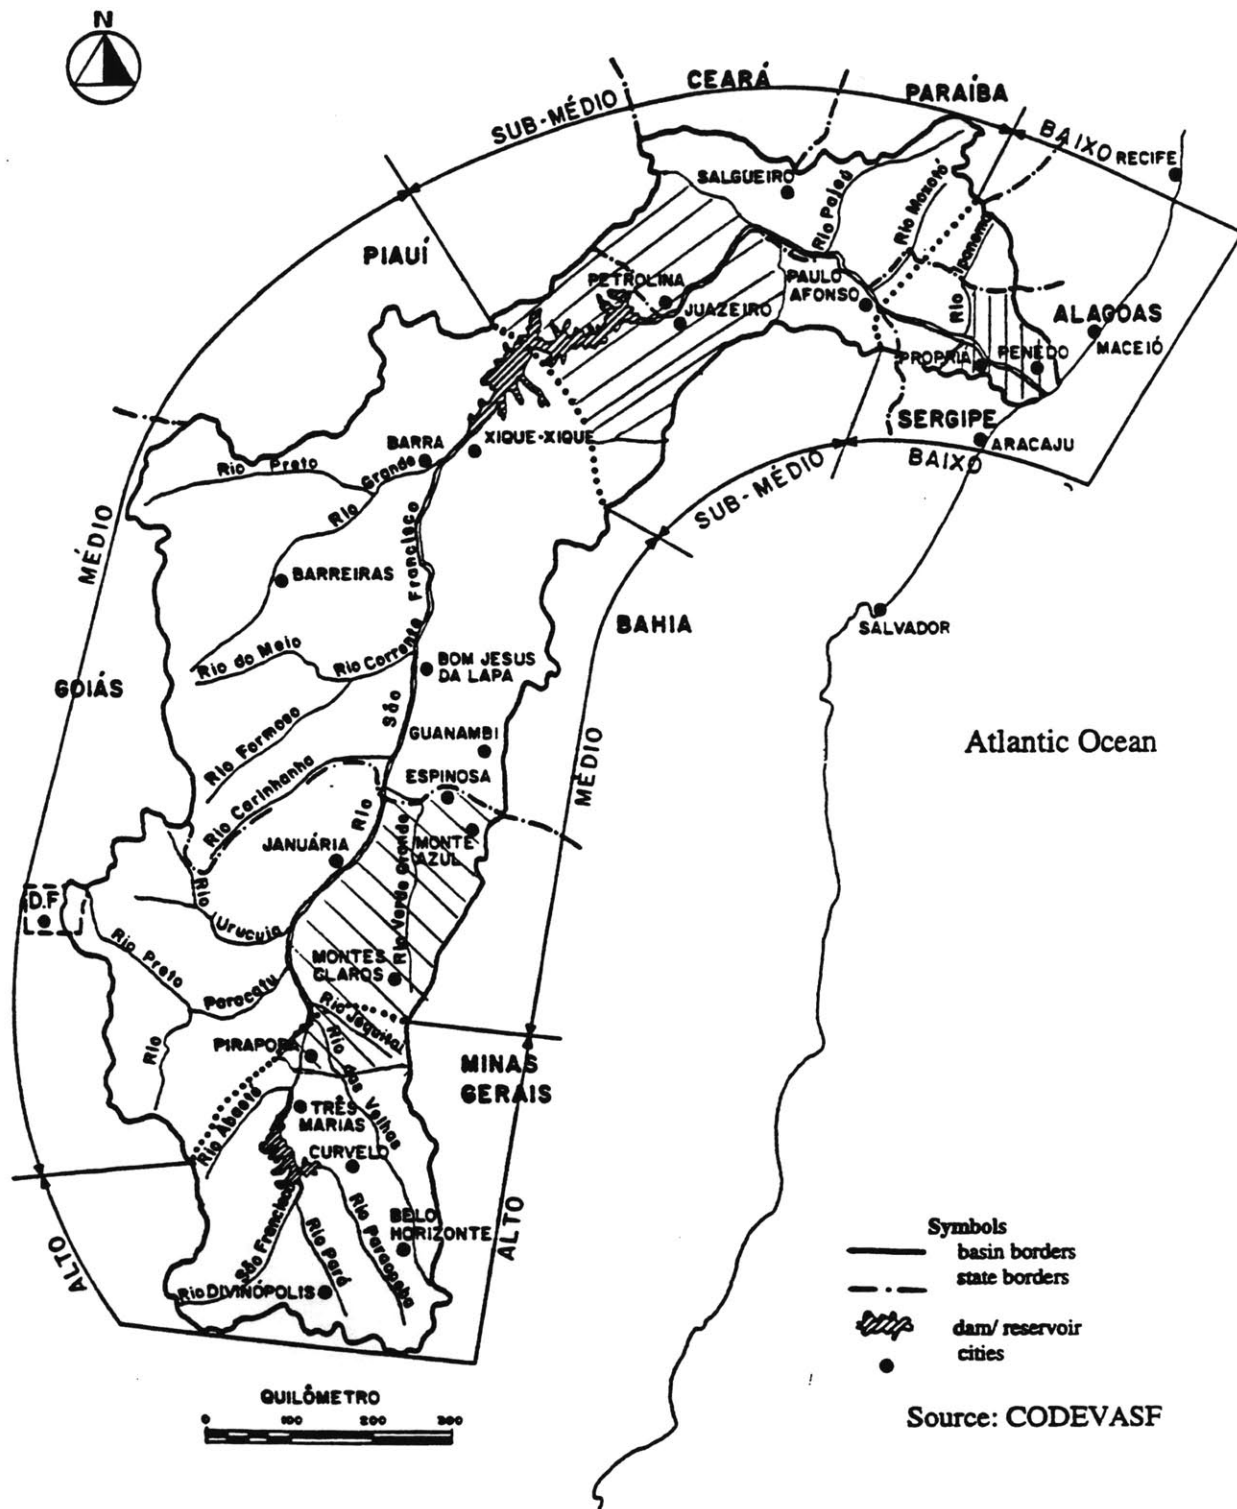 N
CEARÁ
PARAÍBA
SUB-MÉDIO
BAIXO
RECIFE
SALGUEIRO
Rio Pajeú
Rio Moxotó
Rio Ipanema
PIAUÍ
PETROLINA
JUAZEIRO
PAULO
AFONSO
ALAGOAS
MACEIÓ
PROPRIA
PENEDO
SERGIPE
ARACAJU
BAIXO
SUB-MÉDIO
XIQUE-XIQUE
BARRA
Rio Preto
Rio Grande
MÉDIO
BARREIRAS
Rio São Francisco
BAHIA
SALVADOR
Rio do Meio
Rio Corrente
BOM JESUS
DA LAPA
GOIÁS
Rio Formoso
GUANAMBI
MÉDIO
Atlantic Ocean
ESPINOSA
Rio Carinhanha
JANUÁRIA
MONTE
AZUL
Rio Verde Grande
D.F
Rio Urucuia
Rio Preto
MONTES
CLAROS
Rio Paracatu
Rio Jequitaí
PIRAPORA
Rio das Velhas
MINAS
GERAIS
TRÊS
MARIAS
Rio Abaeté
CURVELO
ALTO
BELO
HORIZONTE
Rio Paraopeba
Rio Pará
Rio São Francisco
DIVINÓPOLIS
ALTO
Symbols
basin borders
state borders
dam/ reservoir
cities
QUILÔMETRO
0 100 200 300
Source: CODEVASF